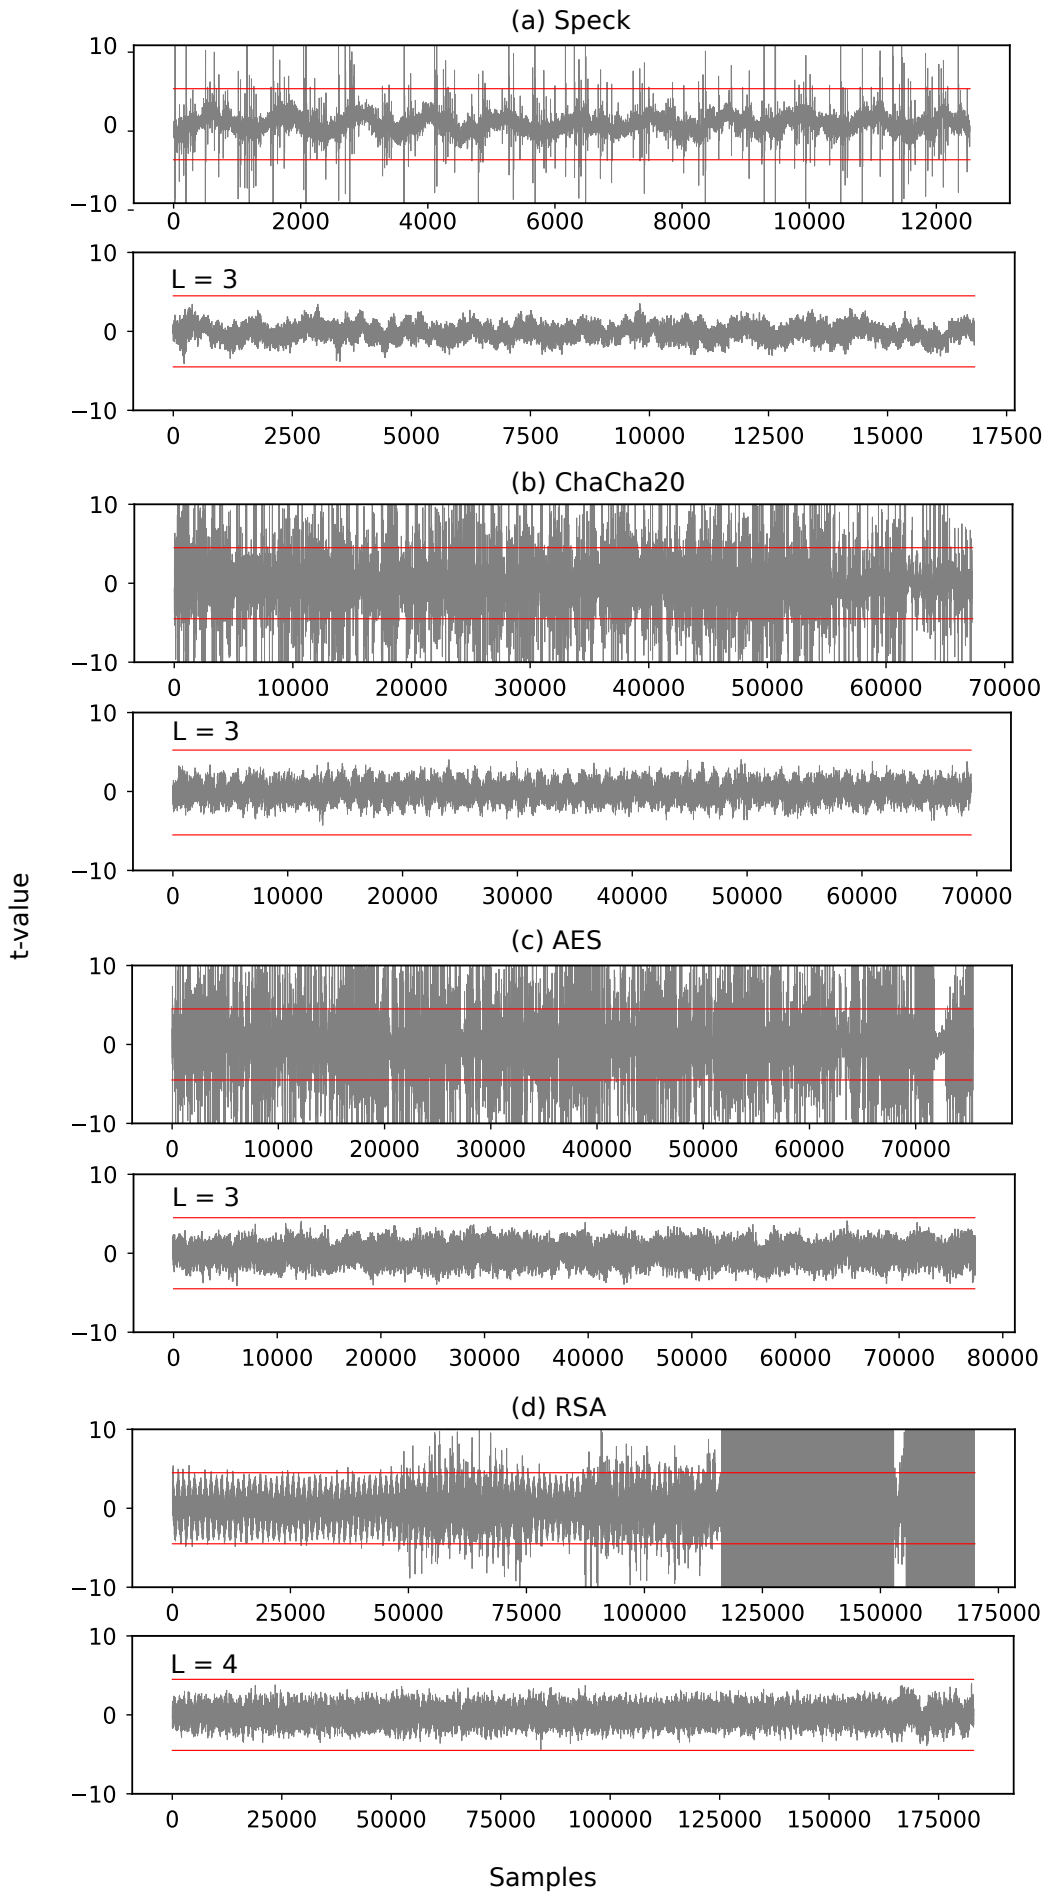 (a) Speck
10
0
−10
0 2000 4000 6000 8000 10000 12000
L = 3
10
0
−10
0 2500 5000 7500 10000 12500 15000 17500
(b) ChaCha20
10
0
−10
0 10000 20000 30000 40000 50000 60000 70000
L = 3
10
0
−10
0 10000 20000 30000 40000 50000 60000 70000
t-value
(c) AES
10
0
−10
0 10000 20000 30000 40000 50000 60000 70000
L = 3
10
0
−10
0 10000 20000 30000 40000 50000 60000 70000 80000
(d) RSA
10
0
−10
0 25000 50000 75000 100000 125000 150000 175000
L = 4
10
0
−10
0 25000 50000 75000 100000 125000 150000 175000
Samples